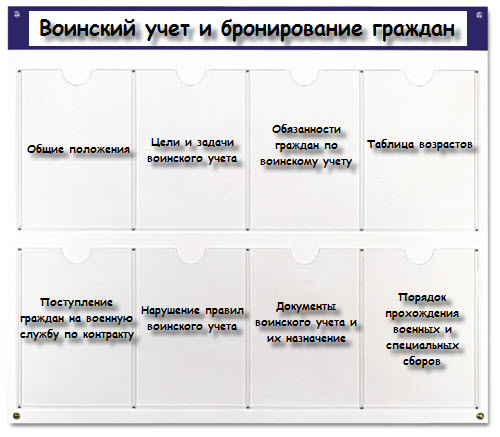 Воинский учет и бронирование граждан
Общие положения
Цели и задачи
воинского учета
Обязанности
граждан по
воинскому учету
Таблица возрастов
Поступление
граждан на военную
службу по контракту
Нарушение правил
воинского учета
Документы
воинского учета и
их назначение
Порядок
прохождения
военных и
специальных
сборов